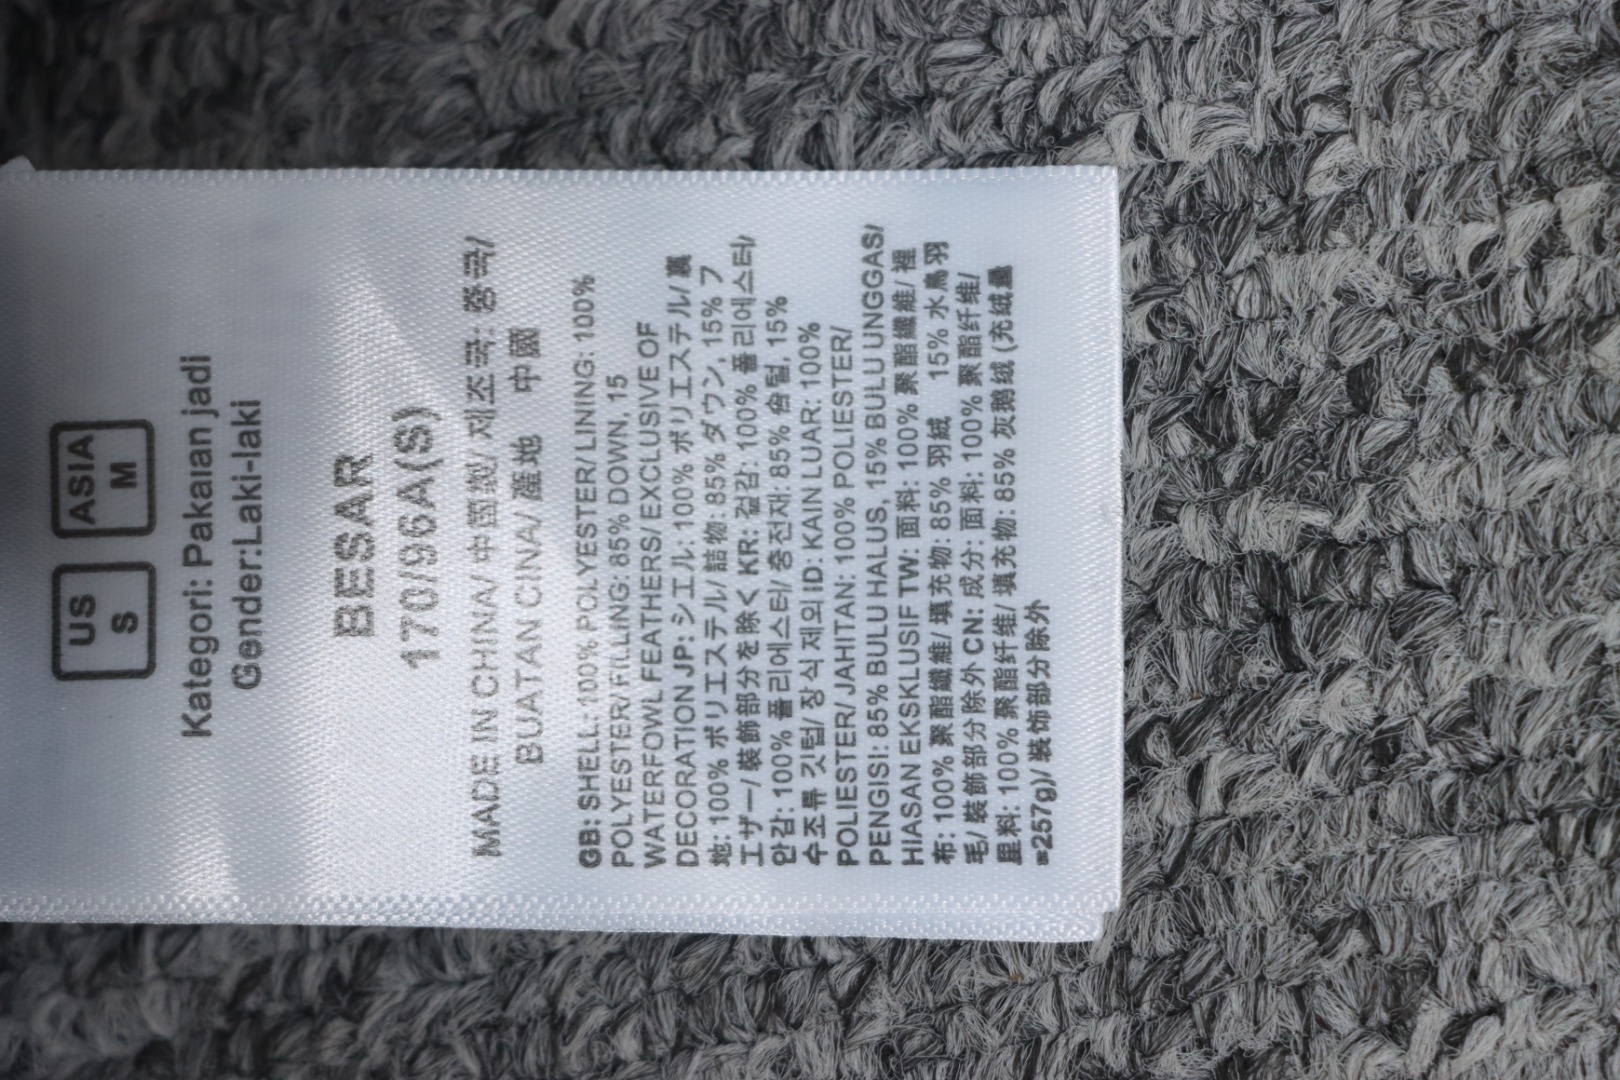 US
S
ASIA
M
Kategori: Pakaian jadi
Gender:Laki-laki
BESAR
170/96A(S)
MADE IN CHINA/ 中国製/ 제조국: 중국/
BUATAN CINA/ 產地 中國
GB: SHELL: 100% POLYESTER/ LINING: 100%
POLYESTER/ FILLING: 85% DOWN, 15
WATERFOWL FEATHERS/ EXCLUSIVE OF
DECORATION JP: シエル: 100% ポリエステル/ 裏
地: 100% ポリエステル/ 詰物: 85% ダウン, 15% フ
エザー/ 装飾部分を除く KR: 겉감: 100% 폴리에스터/
안감: 100% 폴리에스터/ 충전재: 85% 솜털, 15%
수조류 깃털/ 장식 제외 ID: KAIN LUAR: 100%
POLIESTER/ JAHITAN: 100% POLIESTER/
PENGISI: 85% BULU HALUS, 15% BULU UNGGAS/
HIASAN EKSKLUSIF TW: 面料: 100% 聚酯纖維/ 裡
布: 100% 聚酯纖維/ 填充物: 85% 羽絨 15% 水鳥羽
毛/ 裝飾部分除外 CN: 成分: 面料: 100% 聚酯纤维/
里料: 100% 聚酯纤维/ 填充物: 85% 灰鹅绒 (充绒量
=257g)/ 装饰部分除外